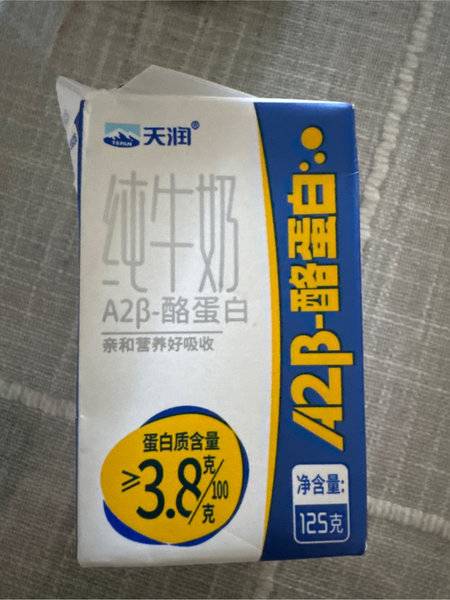 天润®
纯牛奶
A2β-酪蛋白
亲和营养好吸收
蛋白质含量
≥3.8克/100克
A2β-酪蛋白
净含量:
125克